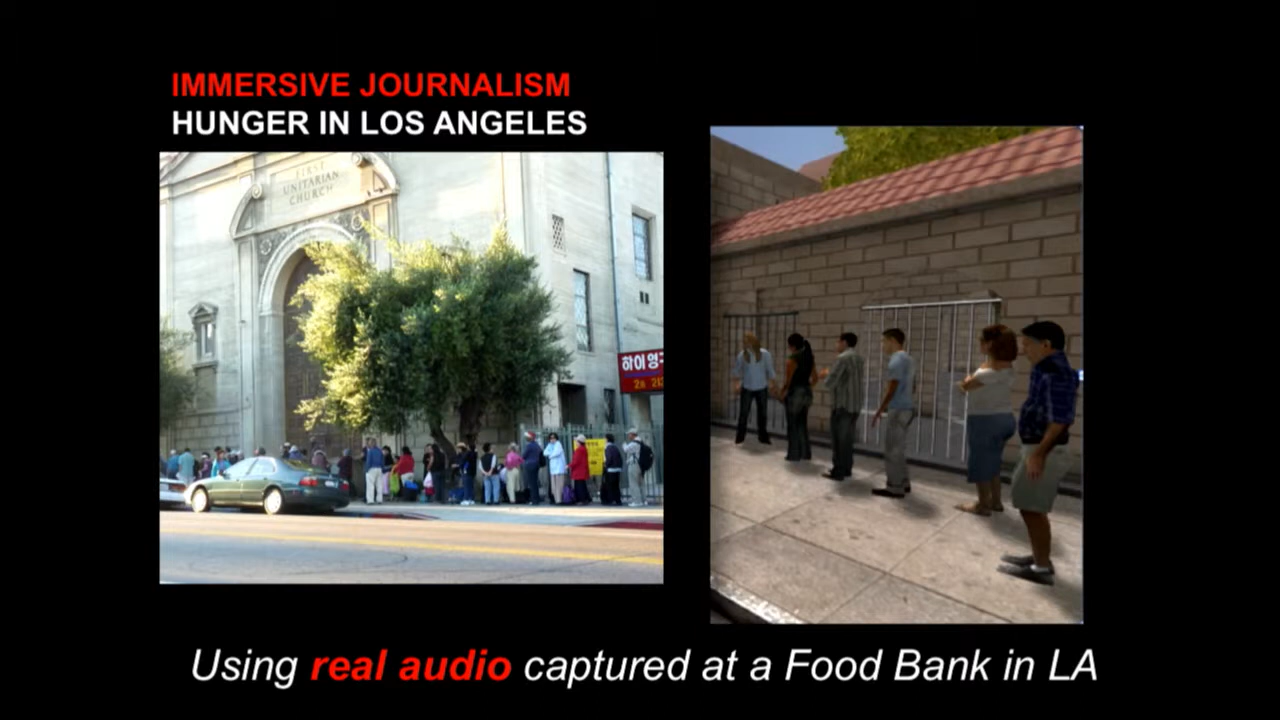 IMMERSIVE JOURNALISM
HUNGER IN LOS ANGELES
FIRST
UNITARIAN
CHURCH
하이영
Using real audio captured at a Food Bank in LA